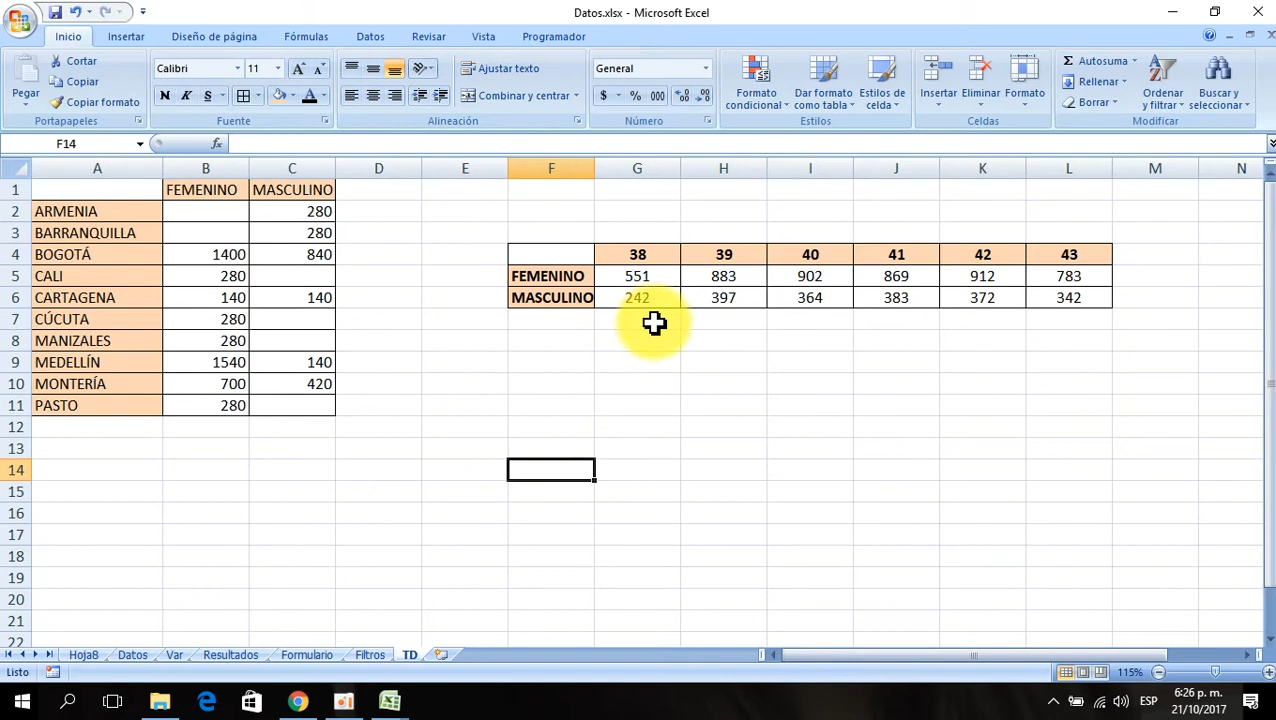 Datos.xlsx - Microsoft Excel
Inicio Insertar Diseño de página Fórmulas Datos Revisar Vista Programador
Pegar
Cortar
Copiar
Copiar formato
Portapapeles
Calibri 11
N K S
Fuente
Ajustar texto
Combinar y centrar
Alineación
General
$ % 000
Número
Formato condicional
Dar formato como tabla
Estilos de celda
Estilos
Insertar Eliminar Formato
Celdas
Autosuma
Rellenar
Borrar
Ordenar y filtrar
Buscar y seleccionar
Modificar
F14 fx
A B C D E F G H I J K L M N
1 FEMENINO MASCULINO
2 ARMENIA 280
3 BARRANQUILLA 280
4 BOGOTÁ 1400 840 38 39 40 41 42 43
5 CALI 280 FEMENINO 551 883 902 869 912 783
6 CARTAGENA 140 140 MASCULINO 242 397 364 383 372 342
7 CÚCUTA 280
8 MANIZALES 280
9 MEDELLÍN 1540 140
10 MONTERÍA 700 420
11 PASTO 280
12
13
14
15
16
17
18
19
20
21
22
Hoja8 Datos Var Resultados Formulario Filtros TD
Listo 115%
ESP 6:26 p. m.
21/10/2017